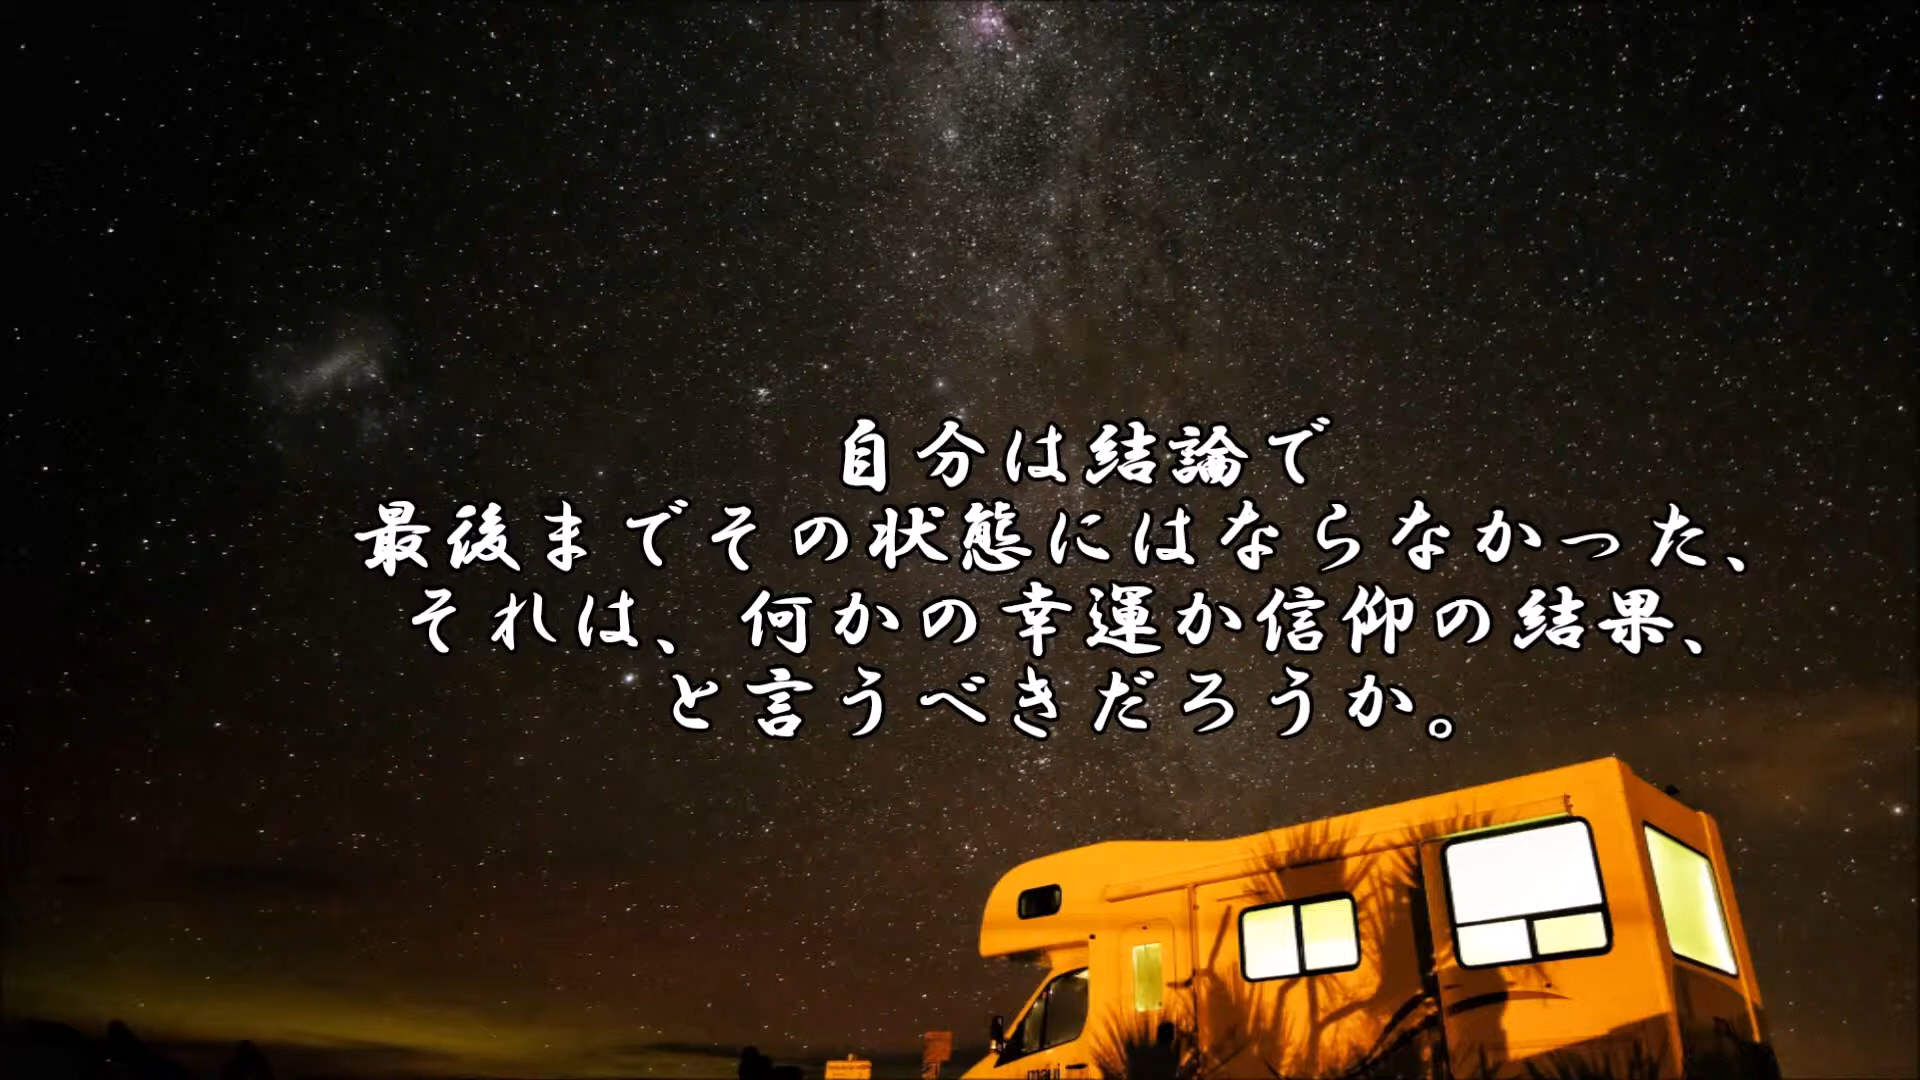 自分は結論で
最後までその状態にはならなかった、
それは、何かの幸運か信仰の結果、
と言うべきだろうか。
maui